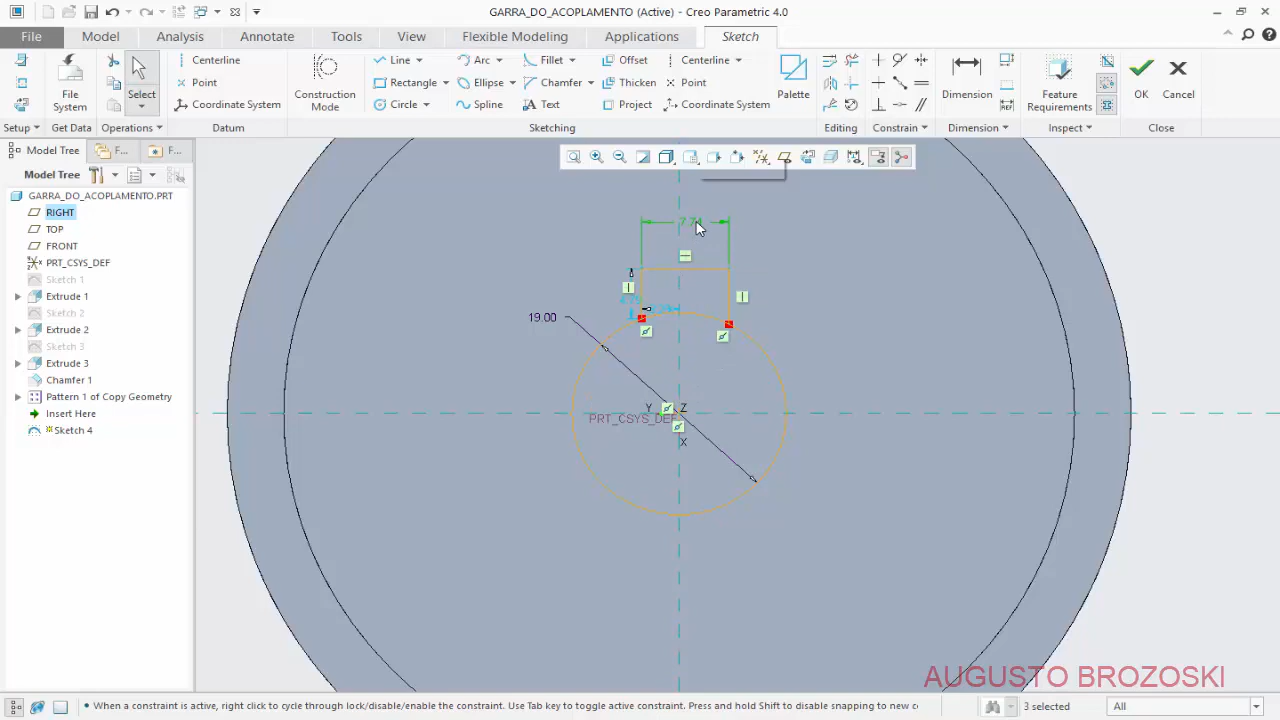 GARRA_DO_ACOPLAMENTO (Active) - Creo Parametric 4.0
File Model Analysis Annotate Tools View Flexible Modeling Applications Sketch
Centerline Line Arc Fillet Offset Centerline
Point Rectangle Ellipse Chamfer Thicken Point
Coordinate System Circle Spline Text Project Coordinate System
File System Select Construction Mode Palette Dimension Feature Requirements OK Cancel
Setup Get Data Operations Datum Sketching Editing Constrain Dimension Inspect Close
Model Tree F... F...
Model Tree
GARRA_DO_ACOPLAMENTO.PRT
RIGHT
TOP
FRONT
PRT_CSYS_DEF
Sketch 1
Extrude 1
Sketch 2
Extrude 2
Sketch 3
Extrude 3
Chamfer 1
Pattern 1 of Copy Geometry
Insert Here
Sketch 4
19.00
Y Z
PRT_CSYS_DEF
X
AUGUSTO BROZOSKI
When a constraint is active, right click to cycle through lock/disable/enable the constraint. Use Tab key to toggle active constraint. Press and hold Shift to disable snapping to new c
3 selected
All